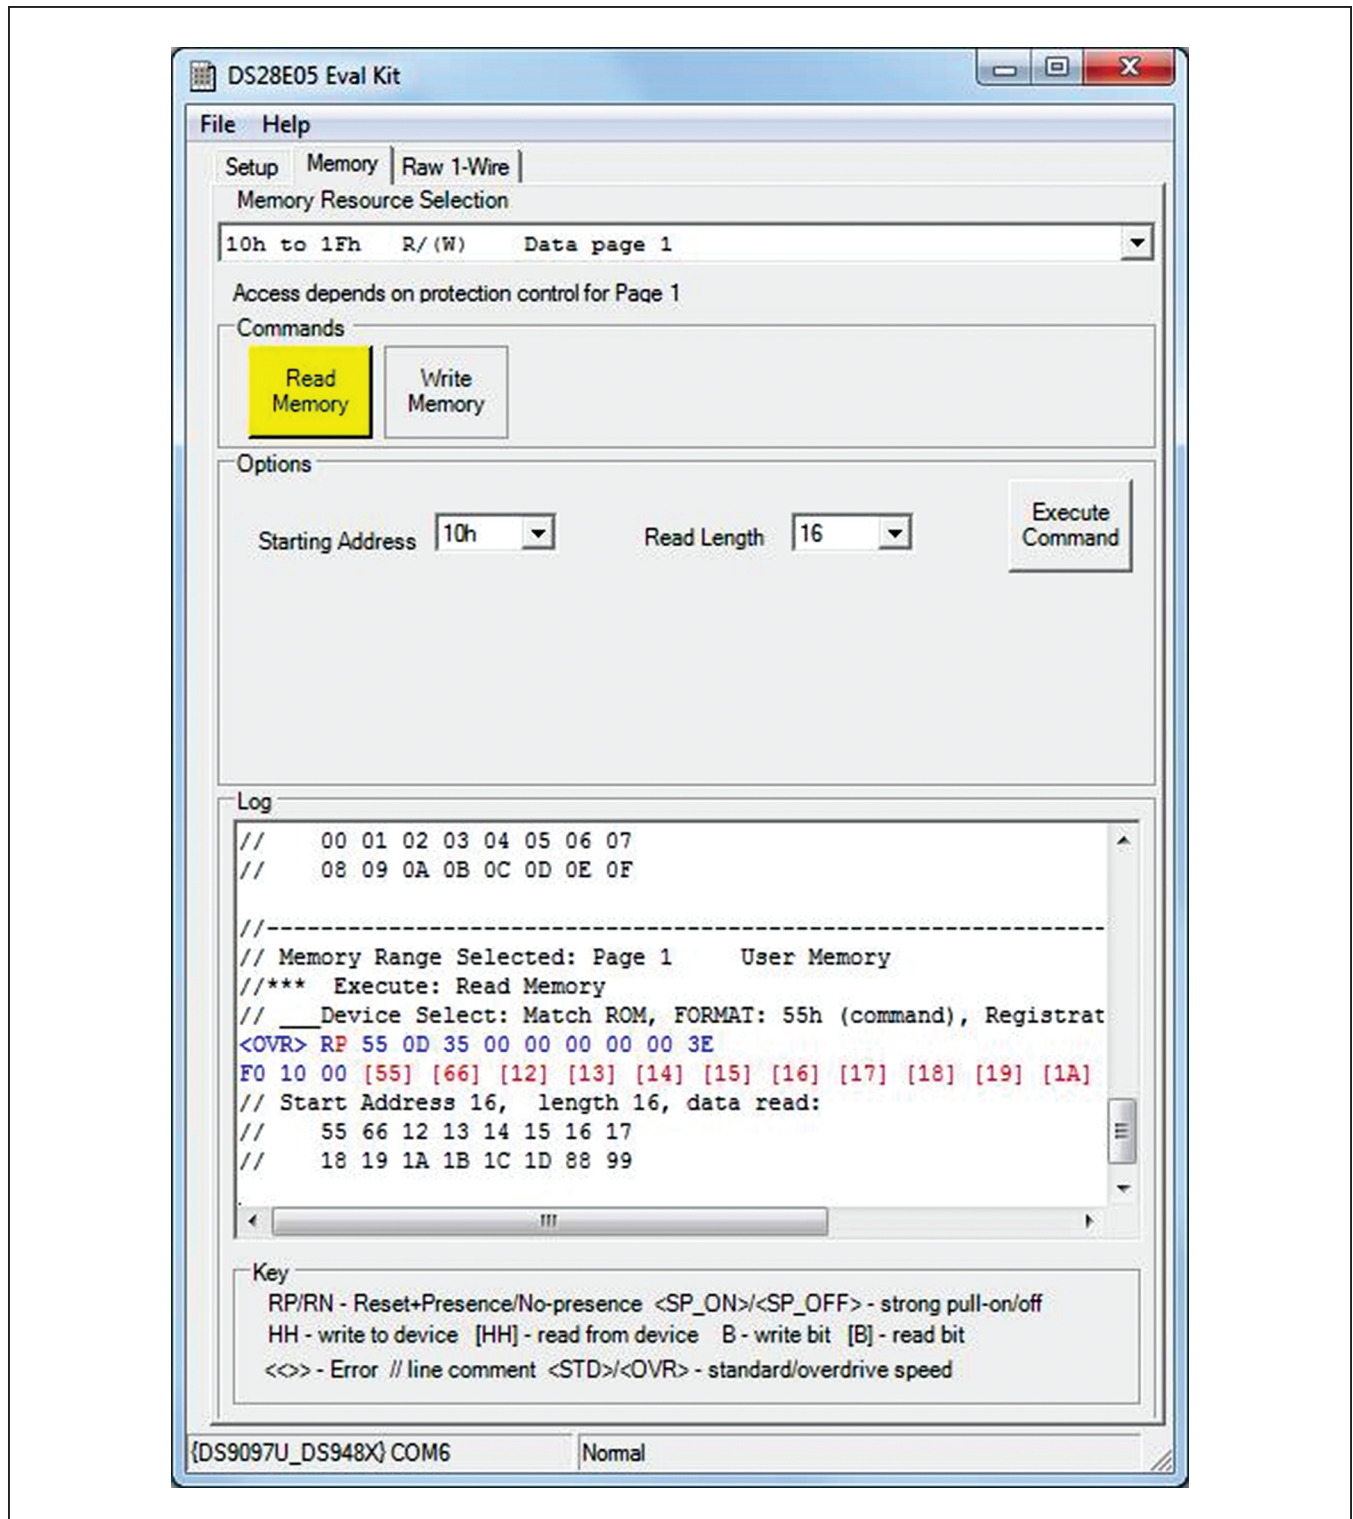 DS28E05 Eval Kit
File Help
Setup Memory Raw 1-Wire
Memory Resource Selection
10h to 1Fh R/(W) Data page 1
Access depends on protection control for Page 1
Commands
Read Memory
Write Memory
Options
Starting Address 10h Read Length 16 Execute Command
Log
// 00 01 02 03 04 05 06 07
// 08 09 0A 0B 0C 0D 0E 0F
//--------------------------------------------------------------
// Memory Range Selected: Page 1 User Memory
//*** Execute: Read Memory
// ___Device Select: Match ROM, FORMAT: 55h (command), Registrat
<OVR> RP 55 0D 35 00 00 00 00 00 3E
F0 10 00 [55] [66] [12] [13] [14] [15] [16] [17] [18] [19] [1A]
// Start Address 16, length 16, data read:
// 55 66 12 13 14 15 16 17
// 18 19 1A 1B 1C 1D 88 99
Key
RP/RN - Reset+Presence/No-presence <SP_ON>/<SP_OFF> - strong pull-on/off
HH - write to device [HH] - read from device B - write bit [B] - read bit
<<>> - Error // line comment <STD>/<OVR> - standard/overdrive speed
{DS9097U_DS948X} COM6 Normal